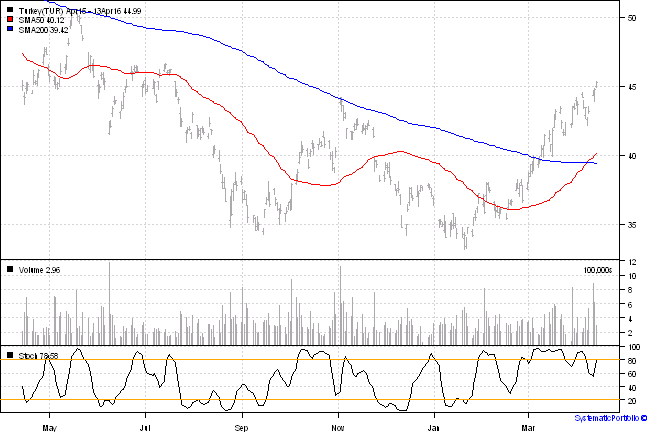 Turkey(TUR) Apr15 - 13Apr16 44.99
SMA50 40.12
SMA200 39.42
50
45
40
35
Volume 2.96
100,000s
12
10
8
6
4
2
Stoch 78.58
100
80
60
40
20
May
Jul
Sep
Nov
Jan
Mar
SystematicPortfolio ©